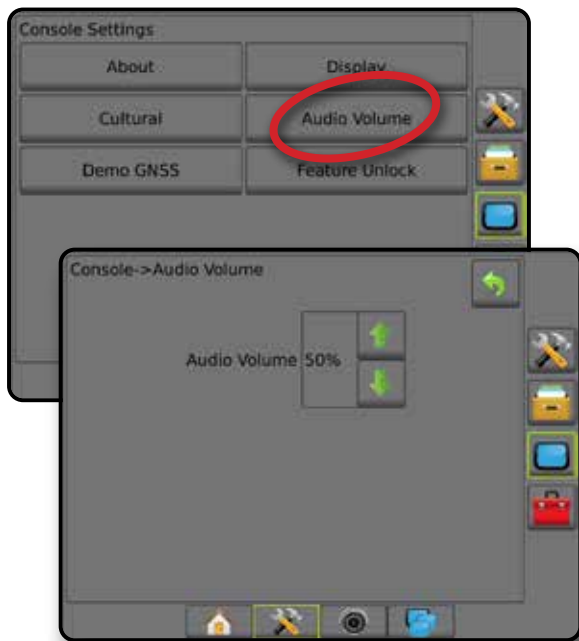 Console Settings
About
Display
Cultural
Audio Volume
Demo GNSS
Feature Unlock
Console->Audio Volume
Audio Volume 50%